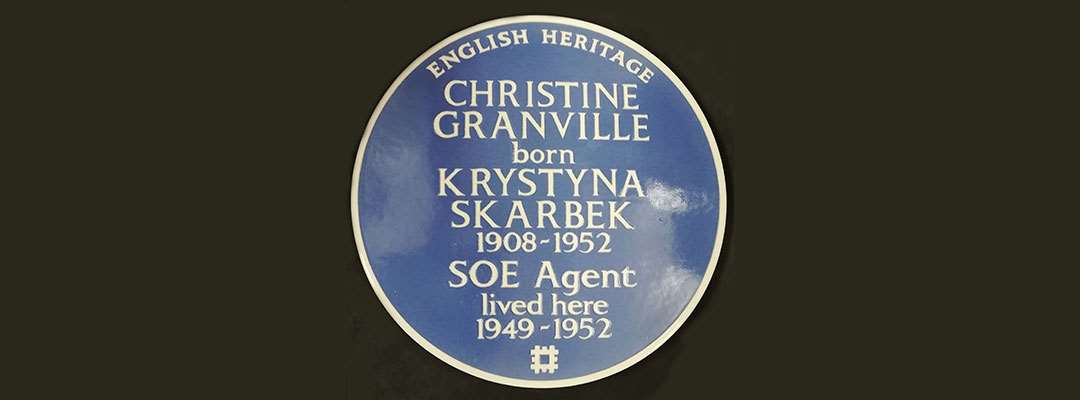 ENGLISH HERITAGE
CHRISTINE
GRANVILLE
born
KRYSTYNA
SKARBEK
1908-1952
SOE Agent
lived here
1949-1952